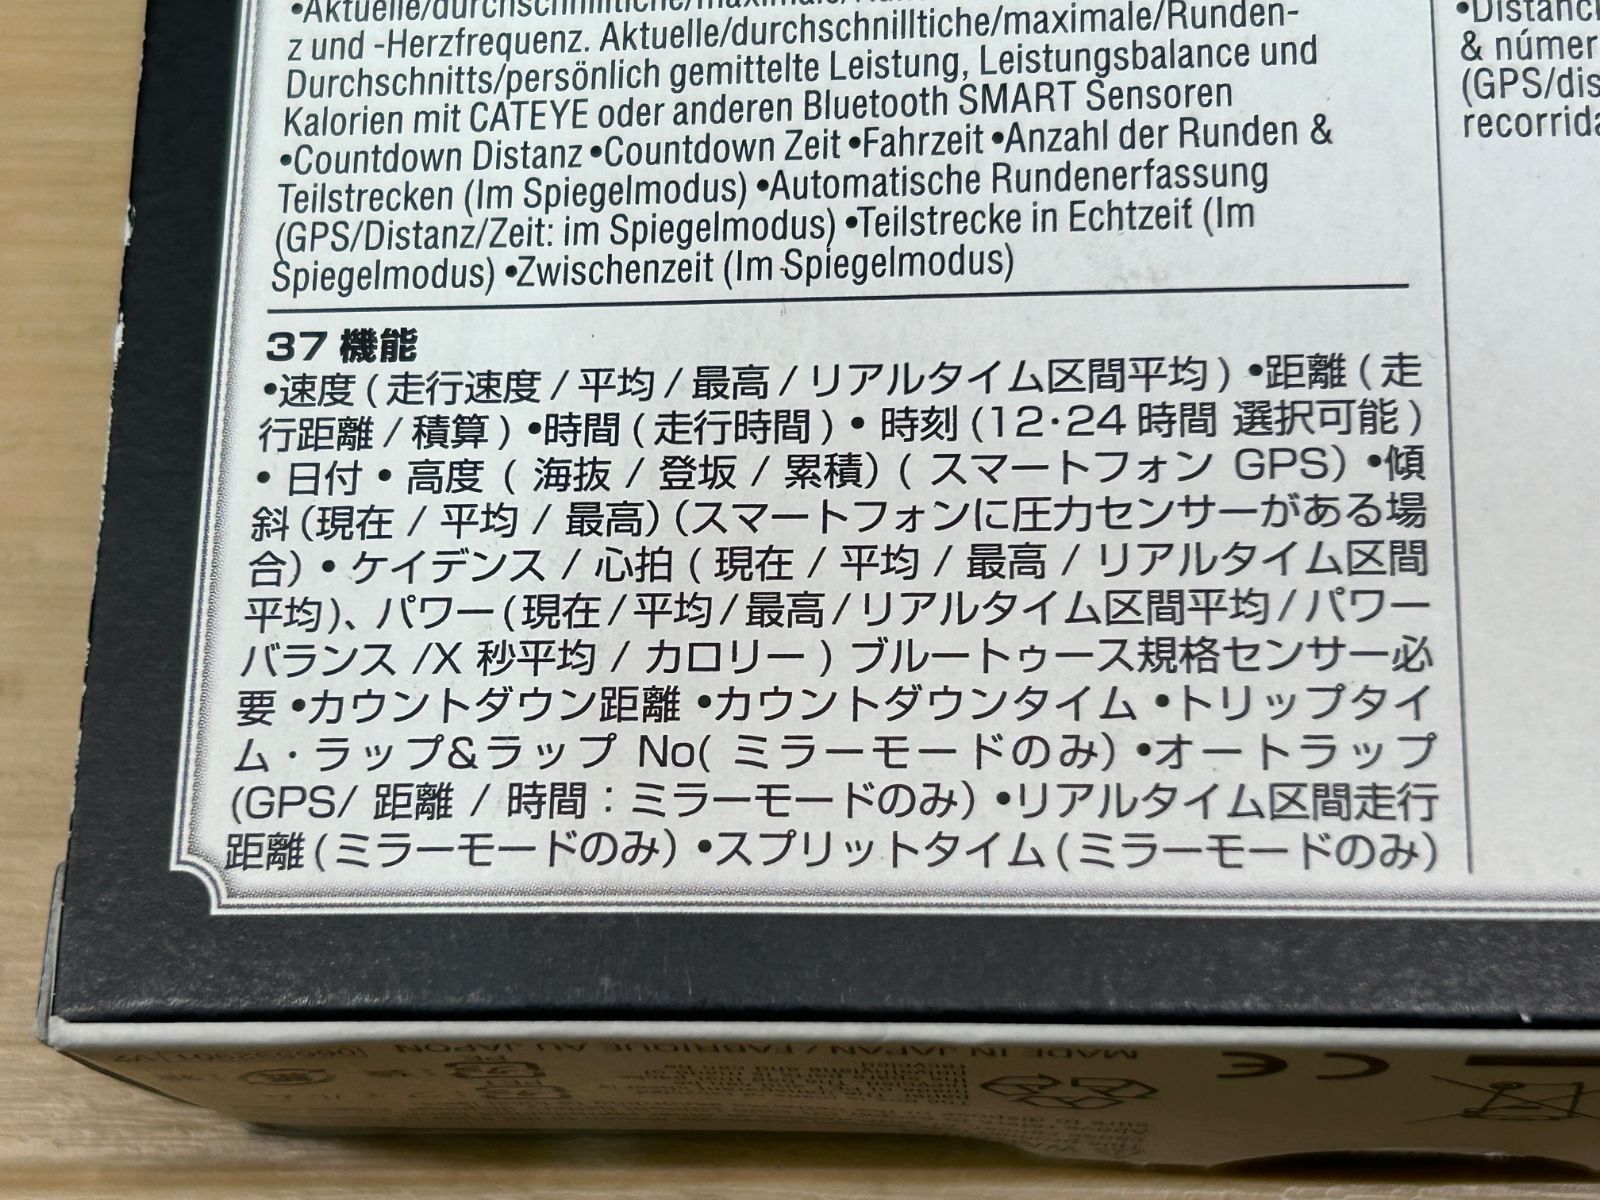 •Aktuelle/durchschnilltiche/maximale/
z und -Herzfrequenz. Aktuelle/durchschnilltiche/maximale/Runden-
Durchschnitts/persönlich gemittelte Leistung, Leistungsbalance und
Kalorien mit CATEYE oder anderen Bluetooth SMART Sensoren
•Countdown Distanz •Countdown Zeit •Fahrzeit •Anzahl der Runden &
Teilstrecken (Im Spiegelmodus) •Automatische Rundenerfassung
(GPS/Distanz/Zeit: im Spiegelmodus) •Teilstrecke in Echtzeif (Im
Spiegelmodus) •Zwischenzeit (Im Spiegelmodus)
37 機能
•速度 ( 走行速度 / 平均 / 最高 / リアルタイム区間平均 ) •距離 ( 走
行距離 / 積算 ) •時間 ( 走行時間 ) • 時刻 (12･24 時間 選択可能 )
• 日付 • 高度 ( 海抜 / 登坂 / 累積) ( スマートフォン GPS) •傾
斜 (現在 / 平均 / 最高) (スマートフォンに圧力センサーがある場
合) • ケイデンス / 心拍 ( 現在 / 平均 / 最高 / リアルタイム区間
平均)、パワー (現在 / 平均 / 最高 / リアルタイム区間平均 / パワー
バランス /X 秒平均 / カロリー ) ブルートゥース規格センサー必
要 •カウントダウン距離 •カウントダウンタイム •トリップタイ
ム・ラップ&ラップ No( ミラーモードのみ) •オートラップ
(GPS/ 距離 / 時間：ミラーモードのみ) •リアルタイム区間走行
距離 (ミラーモードのみ) •スプリットタイム (ミラーモードのみ)
& númer
(GPS/dis
recorrida
MADE IN JAPAN / FABRIQUÉ AU JAPON
CE